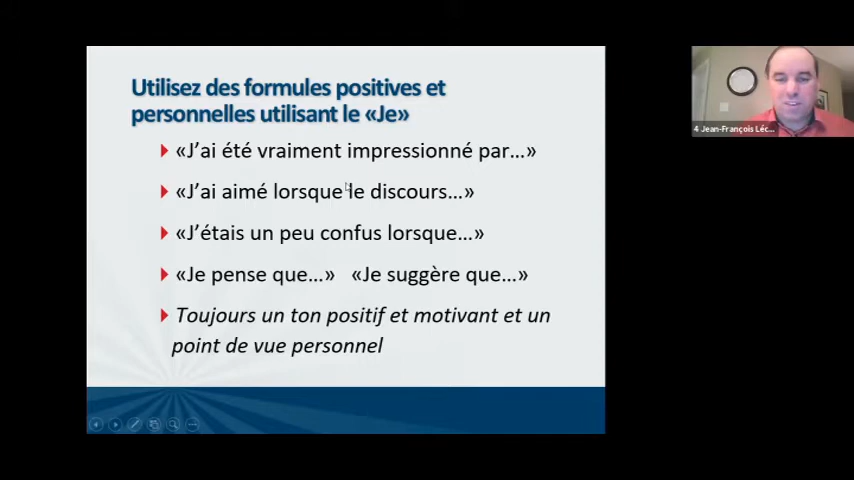 Utilisez des formules positives et
personnelles utilisant le «Je»
«J’ai été vraiment impressionné par…»
«J’ai aimé lorsque le discours…»
«J’étais un peu confus lorsque…»
«Je pense que…» «Je suggère que…»
Toujours un ton positif et motivant et un
point de vue personnel
4 Jean-François Léc...